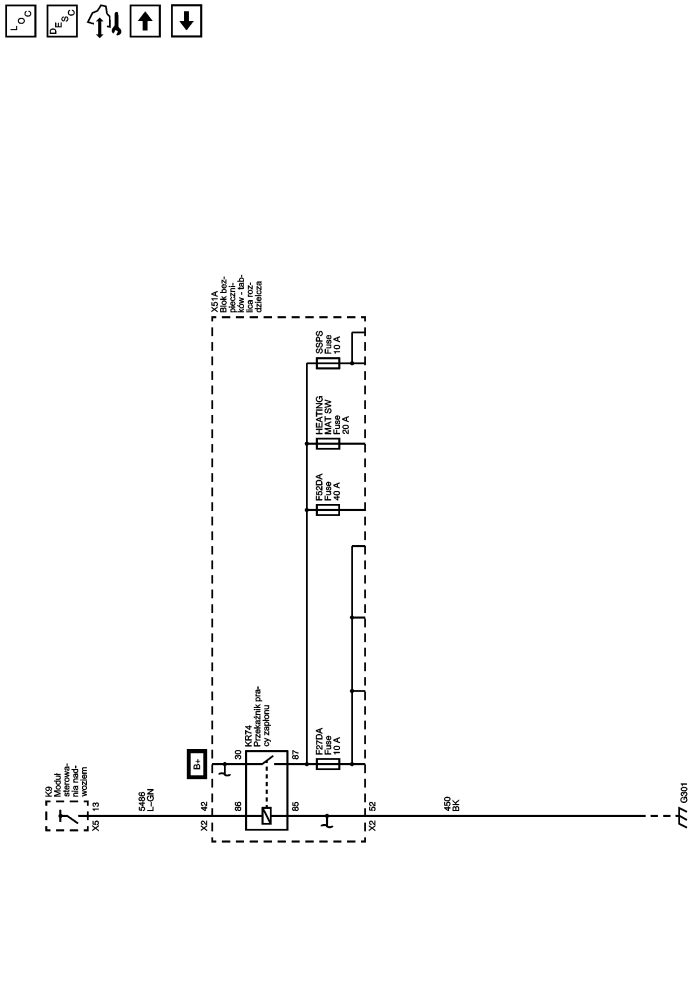 LOC
DESC
X51A
Blok bez-
pieczni-
ków - tab-
lica roz-
dzielcza
SSPS
Fuse
10 A
HEATING
MAT SW
Fuse
20 A
F52DA
Fuse
40 A
KR74
Przekaźnik pra-
cy zapłonu
F27DA
Fuse
10 A
B+
30
87
K9
Moduł
sterowa-
nia nad-
woziem
13
X5
5486
L-GN
42
X2
86
85
52
X2
450
BK
G301